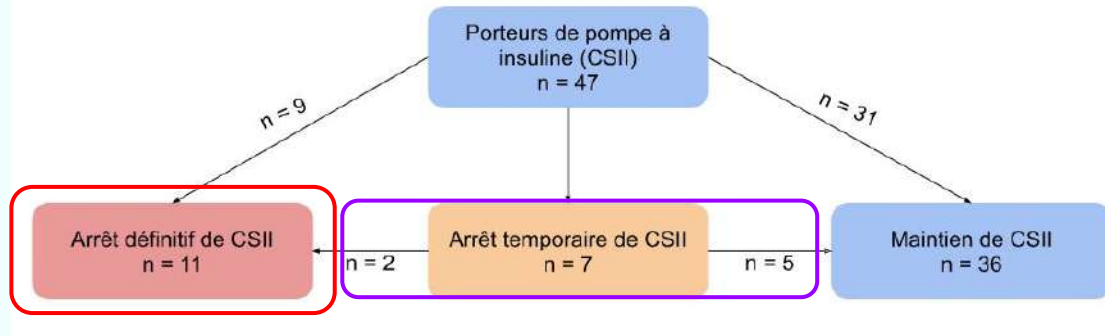 Porteurs de pompe à
insuline (CSII)
n = 47
n = 9
n = 31
Arrêt définitif de CSII
n = 11
n = 2
Arrêt temporaire de CSII
n = 7
n = 5
Maintien de CSII
n = 36